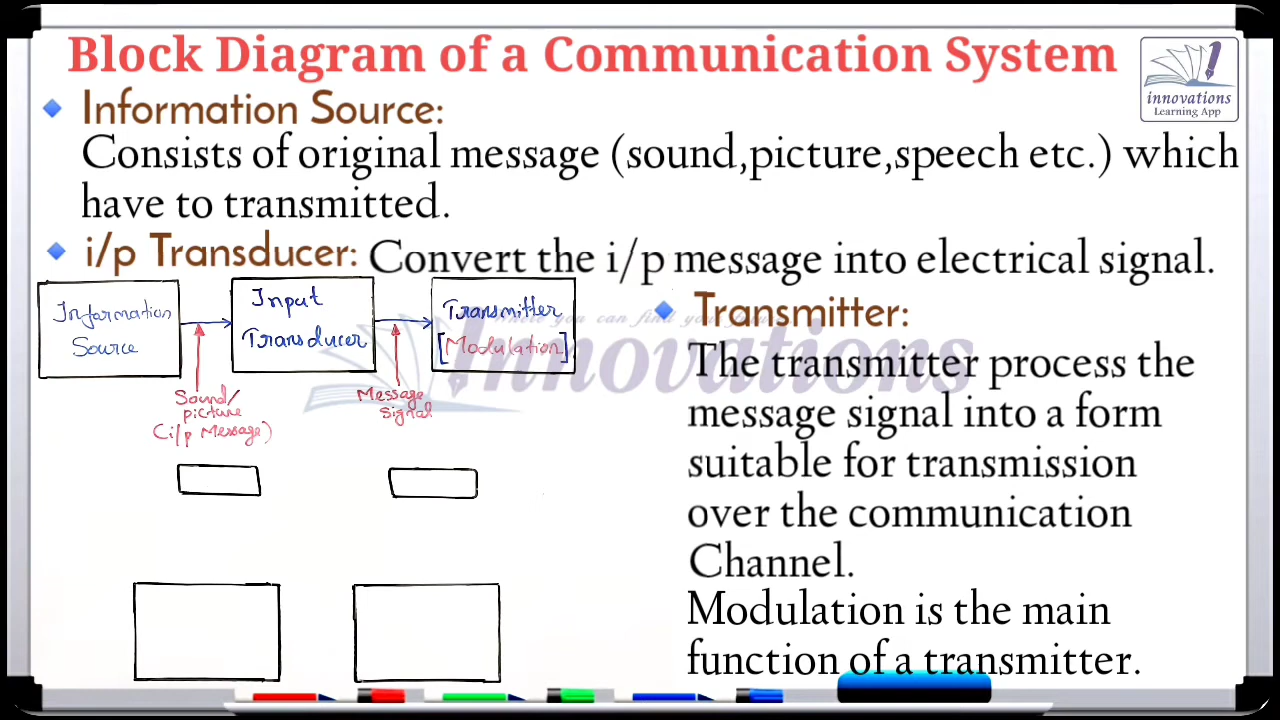 Block Diagram of a Communication System
innovations
Learning App
Information Source:
Consists of original message (sound,picture,speech etc.) which
have to transmitted.
i/p Transducer: Convert the i/p message into electrical signal.
Information
Source
Input
Transducer
Transmitter
[Modulation]
Sound/
picture
(i/p Message)
Message
Signal
Innovations
Transmitter:
The transmitter process the
message signal into a form
suitable for transmission
over the communication
Channel.
Modulation is the main
function of a transmitter.